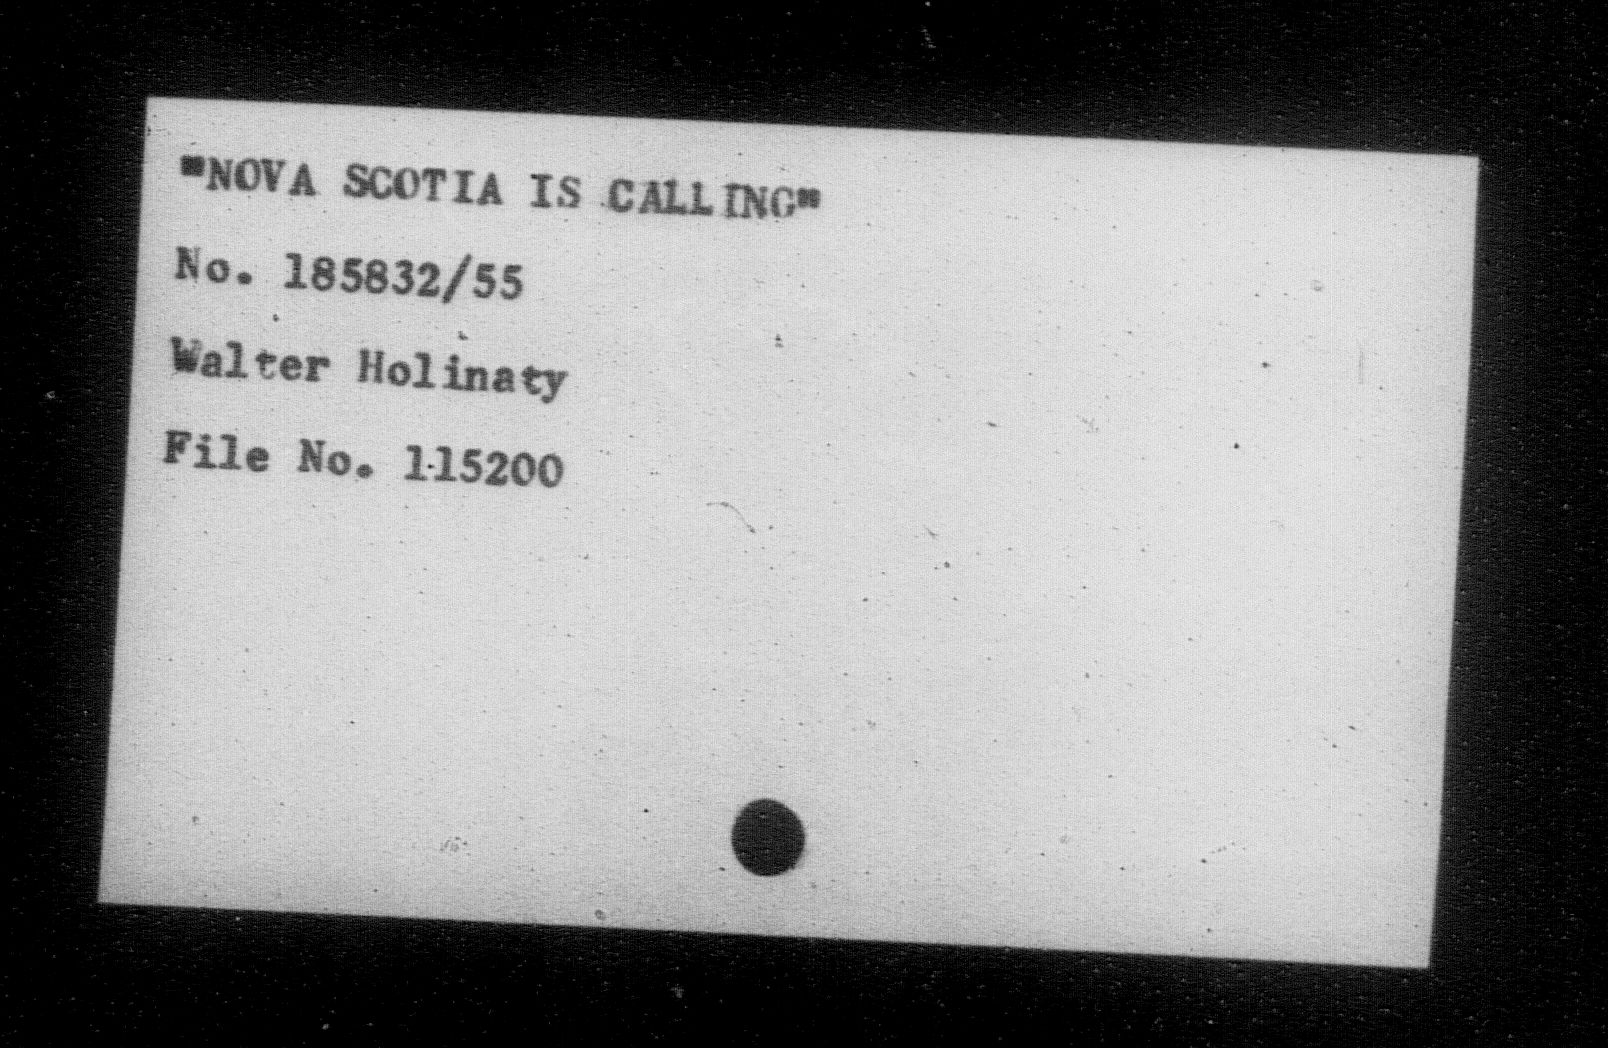 "NOVA SCOTIA IS CALLING"
No. 185832/55
Walter Holinaty
File No. 115200